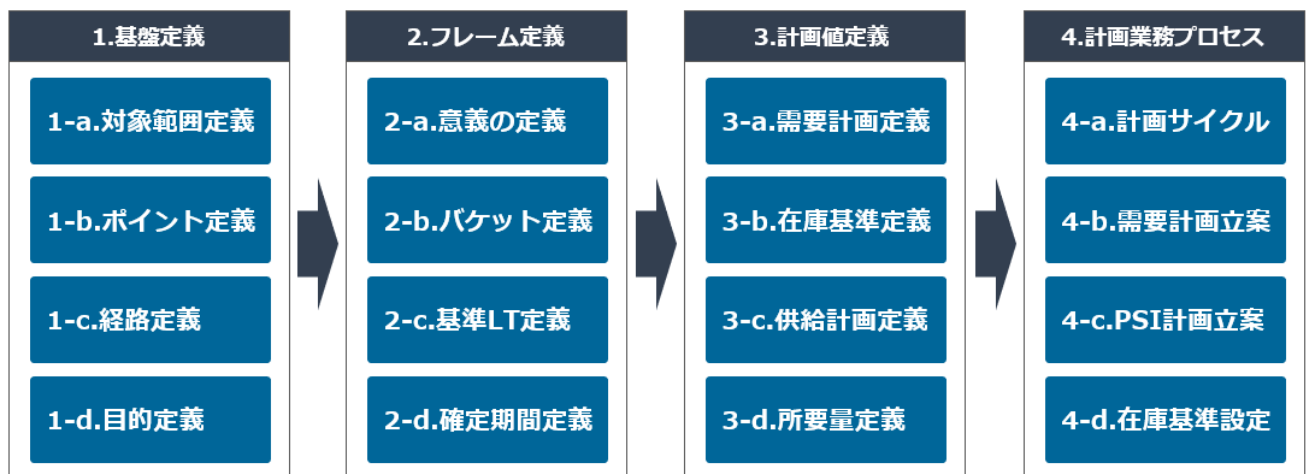 1.基盤定義
1-a.対象範囲定義
1-b.ポイント定義
1-c.経路定義
1-d.目的定義
2.フレーム定義
2-a.意義の定義
2-b.バケット定義
2-c.基準LT定義
2-d.確定期間定義
3.計画値定義
3-a.需要計画定義
3-b.在庫基準定義
3-c.供給計画定義
3-d.所要量定義
4.計画業務プロセス
4-a.計画サイクル
4-b.需要計画立案
4-c.PSI計画立案
4-d.在庫基準設定